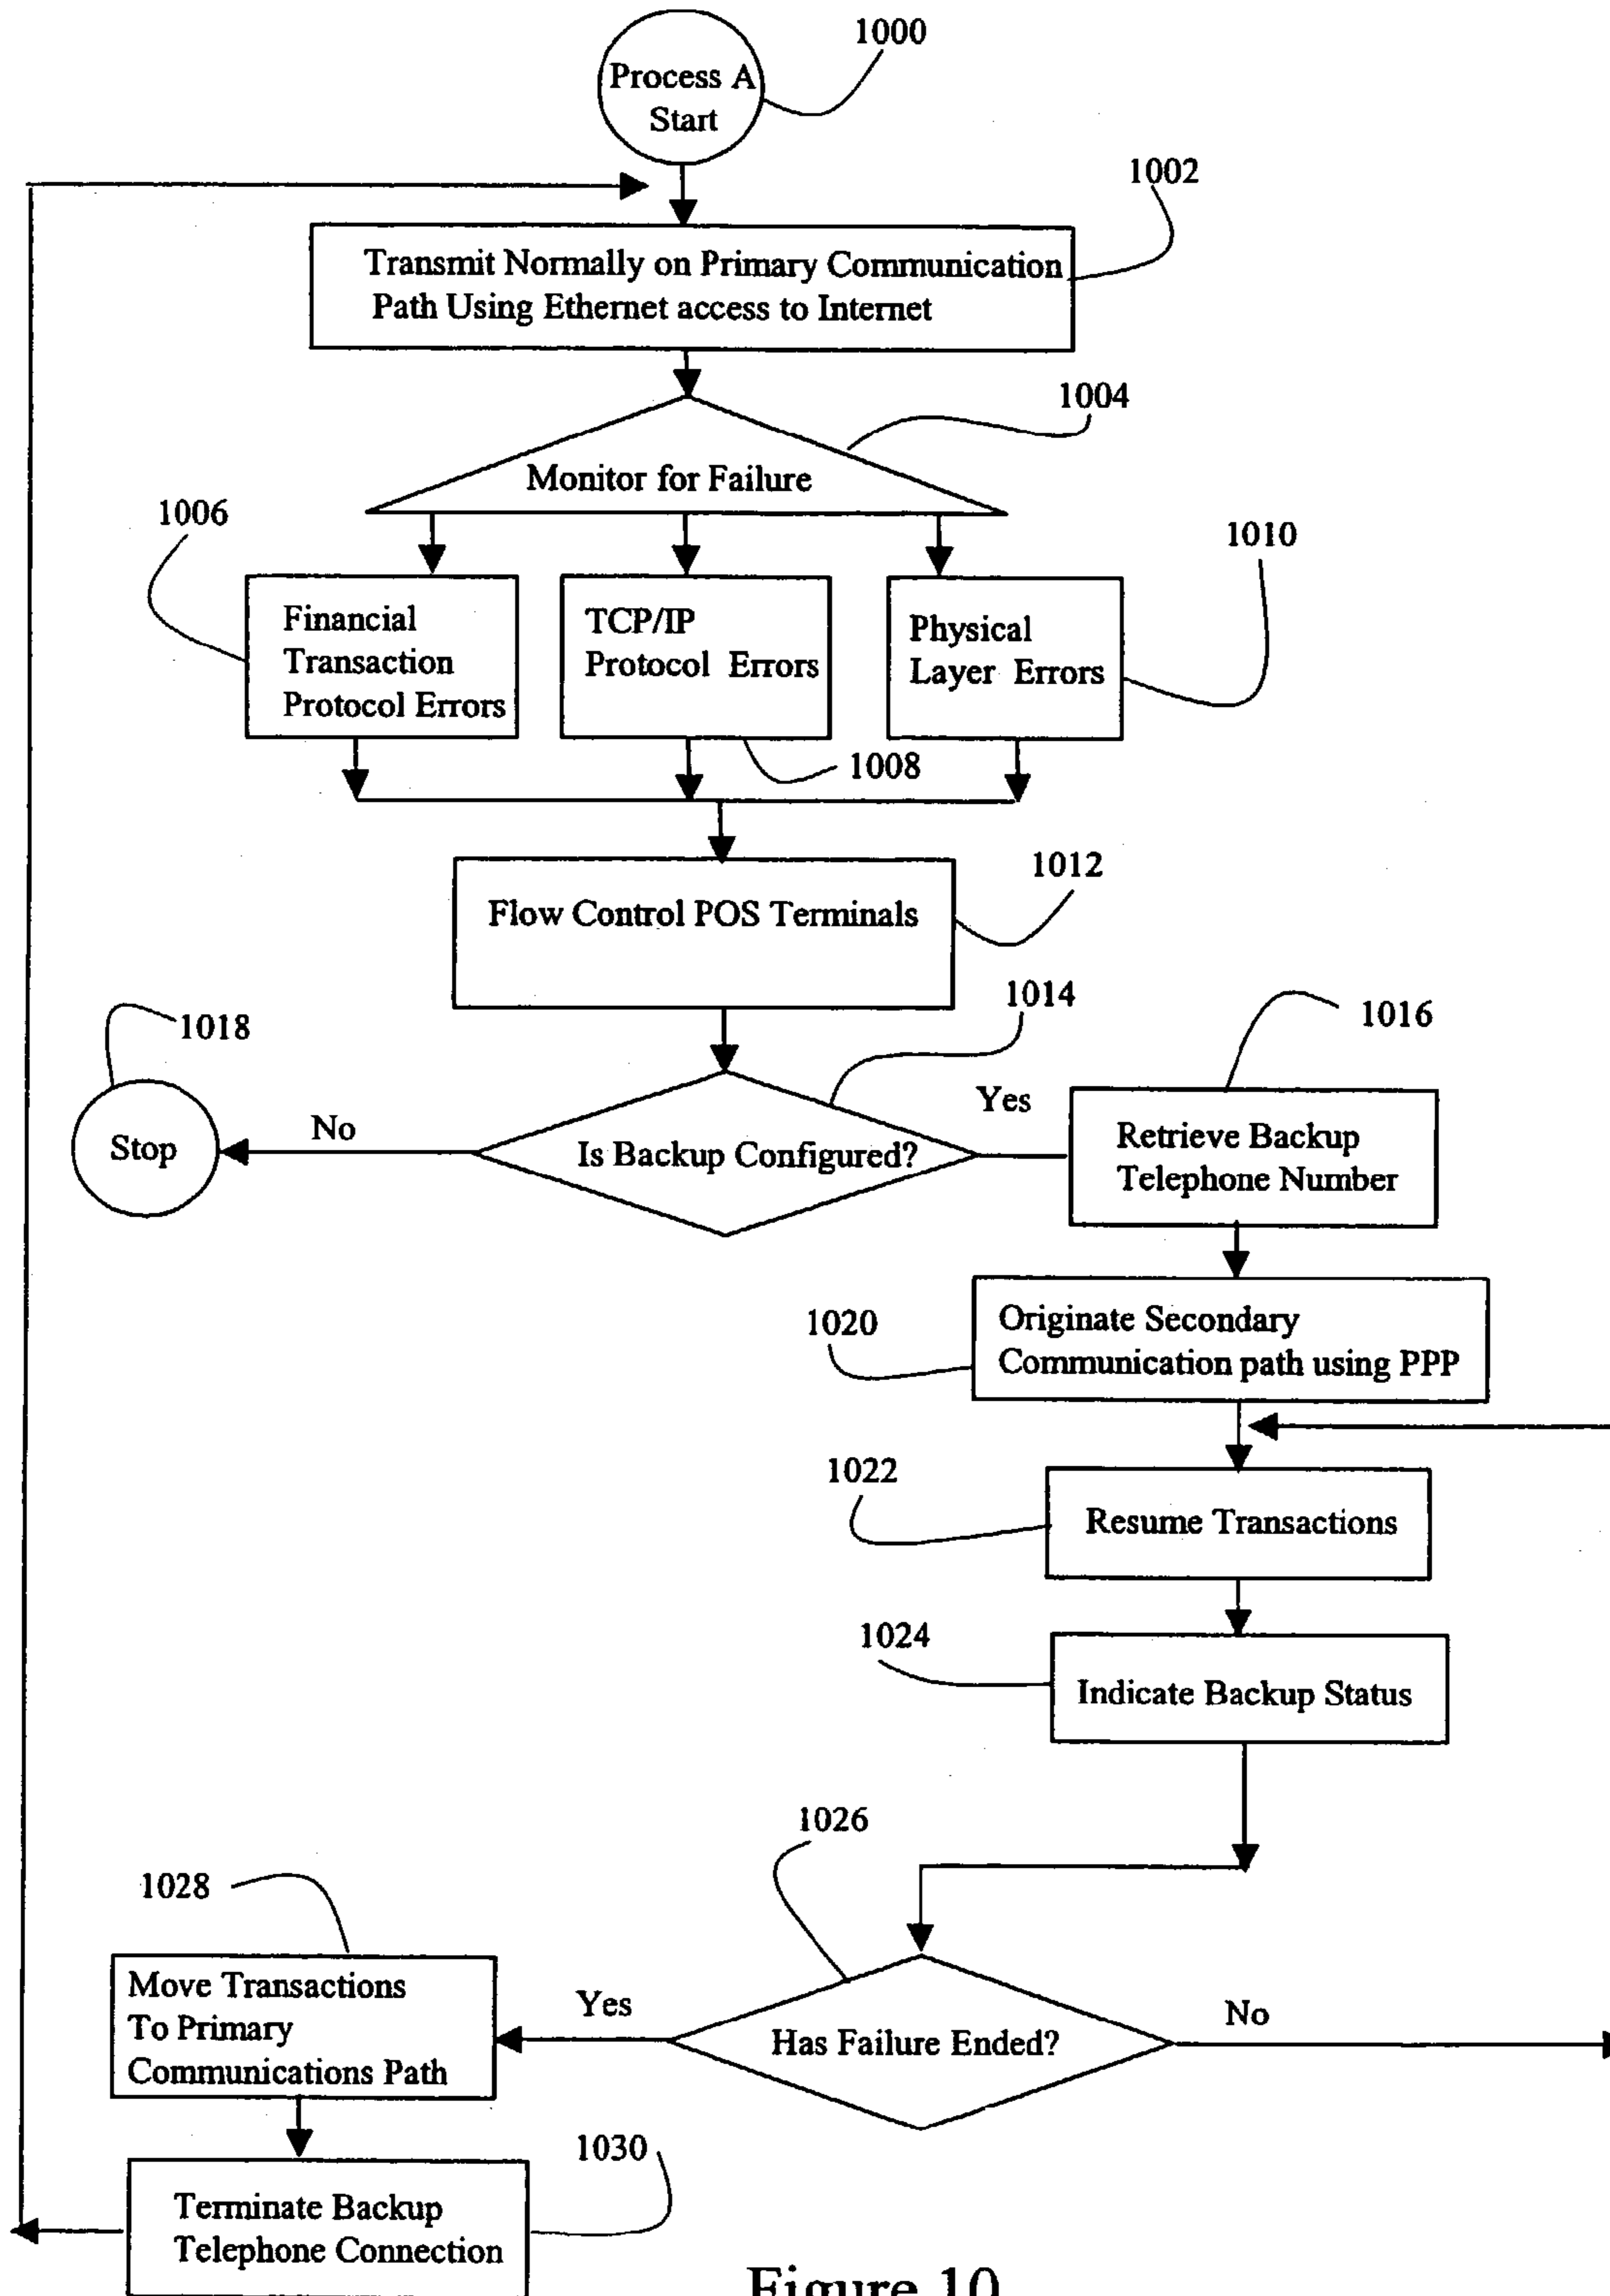 1000
Process A
Start
1002
Transmit Normally on Primary Communication
Path Using Ethernet access to Internet
1004
Monitor for Failure
1006
1010
Financial
Transaction
Protocol Errors
TCP/IP
Protocol Errors
Physical
Layer Errors
1008
1012
Flow Control POS Terminals
1014
1016
1018
Yes
No
Stop
Is Backup Configured?
Retrieve Backup
Telephone Number
1020
Originate Secondary
Communication path using PPP
1022
Resume Transactions
1024
Indicate Backup Status
1026
1028
Move Transactions
To Primary
Communications Path
Yes
Has Failure Ended?
No
1030
Terminate Backup
Telephone Connection
Figure 10